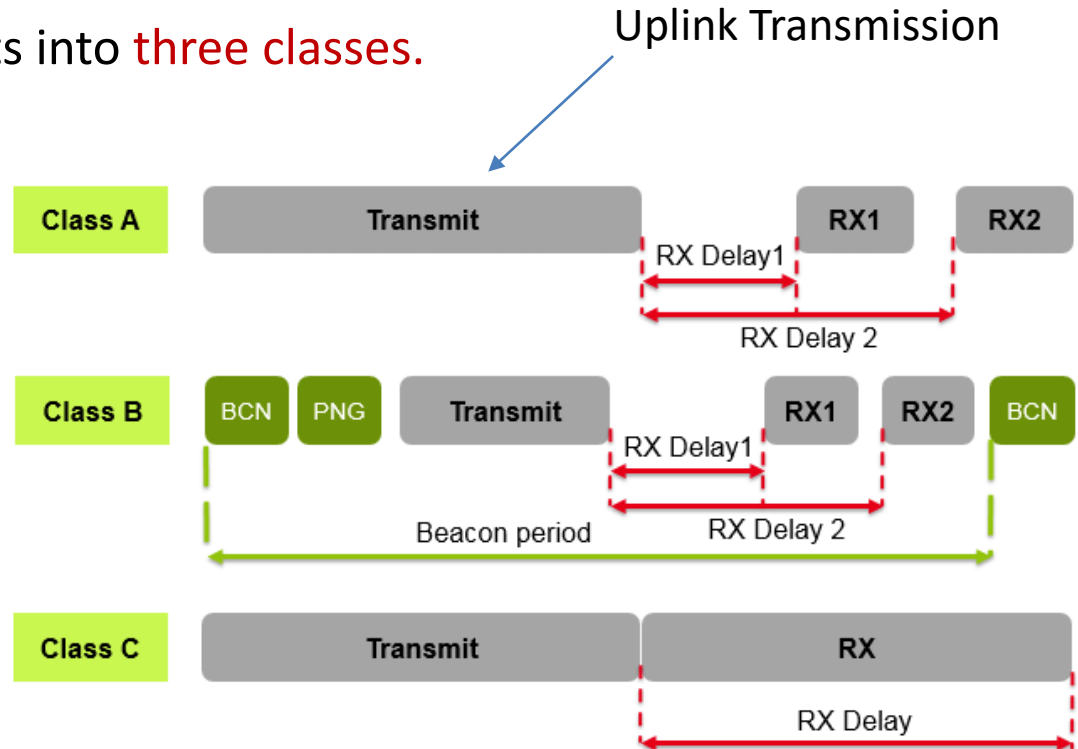 ts into three classes.
Uplink Transmission
Class A
Transmit
RX1
RX2
RX Delay1
RX Delay 2
Class B
BCN
PNG
Transmit
RX1
RX2
BCN
RX Delay1
RX Delay 2
Beacon period
Class C
Transmit
RX
RX Delay